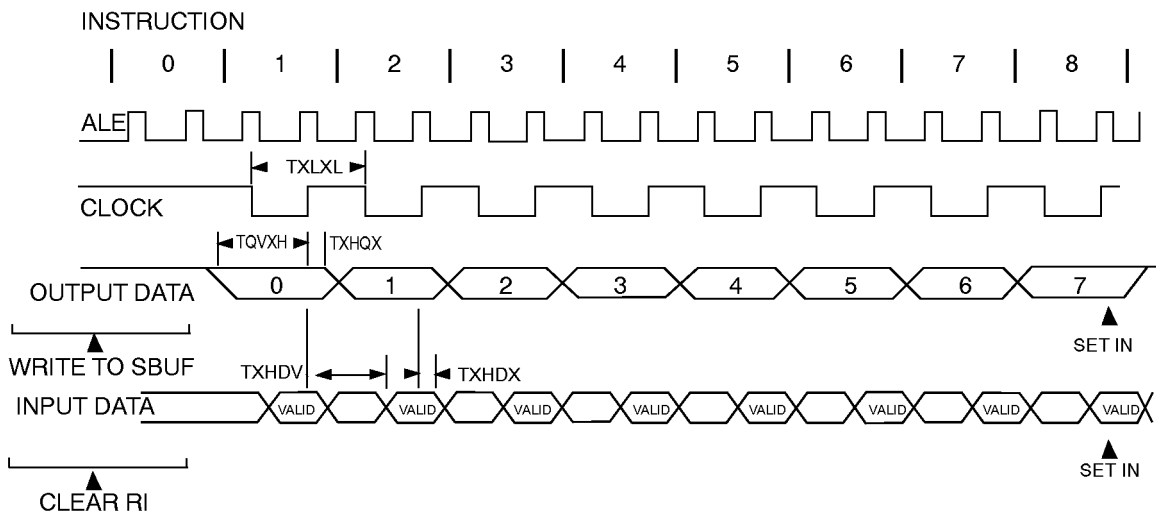 INSTRUCTION
0 1 2 3 4 5 6 7 8
ALE
TXLXL
CLOCK
TQVXH TXHQX
OUTPUT DATA
0 1 2 3 4 5 6 7
WRITE TO SBUF
SET IN
TXHDV TXHDX
INPUT DATA
VALID VALID VALID VALID VALID VALID VALID VALID
SET IN
CLEAR RI